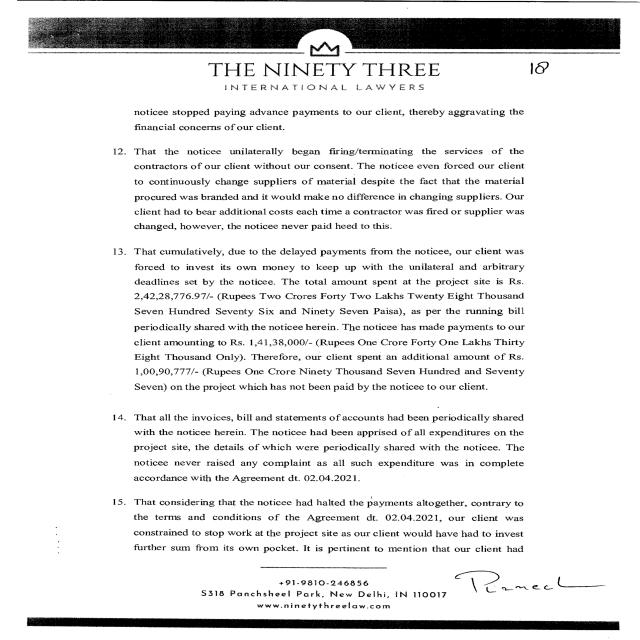 THE NINETY THREE
INTERNATIONAL LAWYERS
18
noticee stopped paying advance payments to our client, thereby aggravating the
financial concerns of our client.
12. That the noticee unilaterally began firing/terminating the services of the
contractors of our client without our consent. The noticee even forced our client
to continuously change suppliers of material despite the fact that the material
procured was branded and it would make no difference in changing suppliers. Our
client had to bear additional costs each time a contractor was fired or supplier was
changed, however, the noticee never paid heed to this.
13. That cumulatively, due to the delayed payments from the noticee, our client was
forced to invest its own money to keep up with the unilateral and arbitrary
deadlines set by the noticee. The total amount spent at the project site is Rs.
2,42,28,776.97/- (Rupees Two Crores Forty Two Lakhs Twenty Eight Thousand
Seven Hundred Seventy Six and Ninety Seven Paisa), as per the running bill
periodically shared with the noticee herein. The noticee has made payments to our
client amounting to Rs. 1,41,38,000/- (Rupees One Crore Forty One Lakhs Thirty
Eight Thousand Only). Therefore, our client spent an additional amount of Rs.
1,00,90,777/- (Rupees One Crore Ninety Thousand Seven Hundred and Seventy
Seven) on the project which has not been paid by the noticee to our client.
14. That all the invoices, bill and statements of accounts had been periodically shared
with the noticee herein. The noticee had been apprised of all expenditures on the
project site, the details of which were periodically shared with the noticee. The
noticee never raised any complaint as all such expenditure was in complete
accordance with the Agreement dt. 02.04.2021.
15. That considering that the noticee had halted the payments altogether, contrary to
the terms and conditions of the Agreement dt. 02.04.2021, our client was
constrained to stop work at the project site as our client would have had to invest
further sum from its own pocket. It is pertinent to mention that our client had
+91-9810-246856
S318 Panchsheel Park, New Delhi, IN 110017
www.ninetythreelaw.com